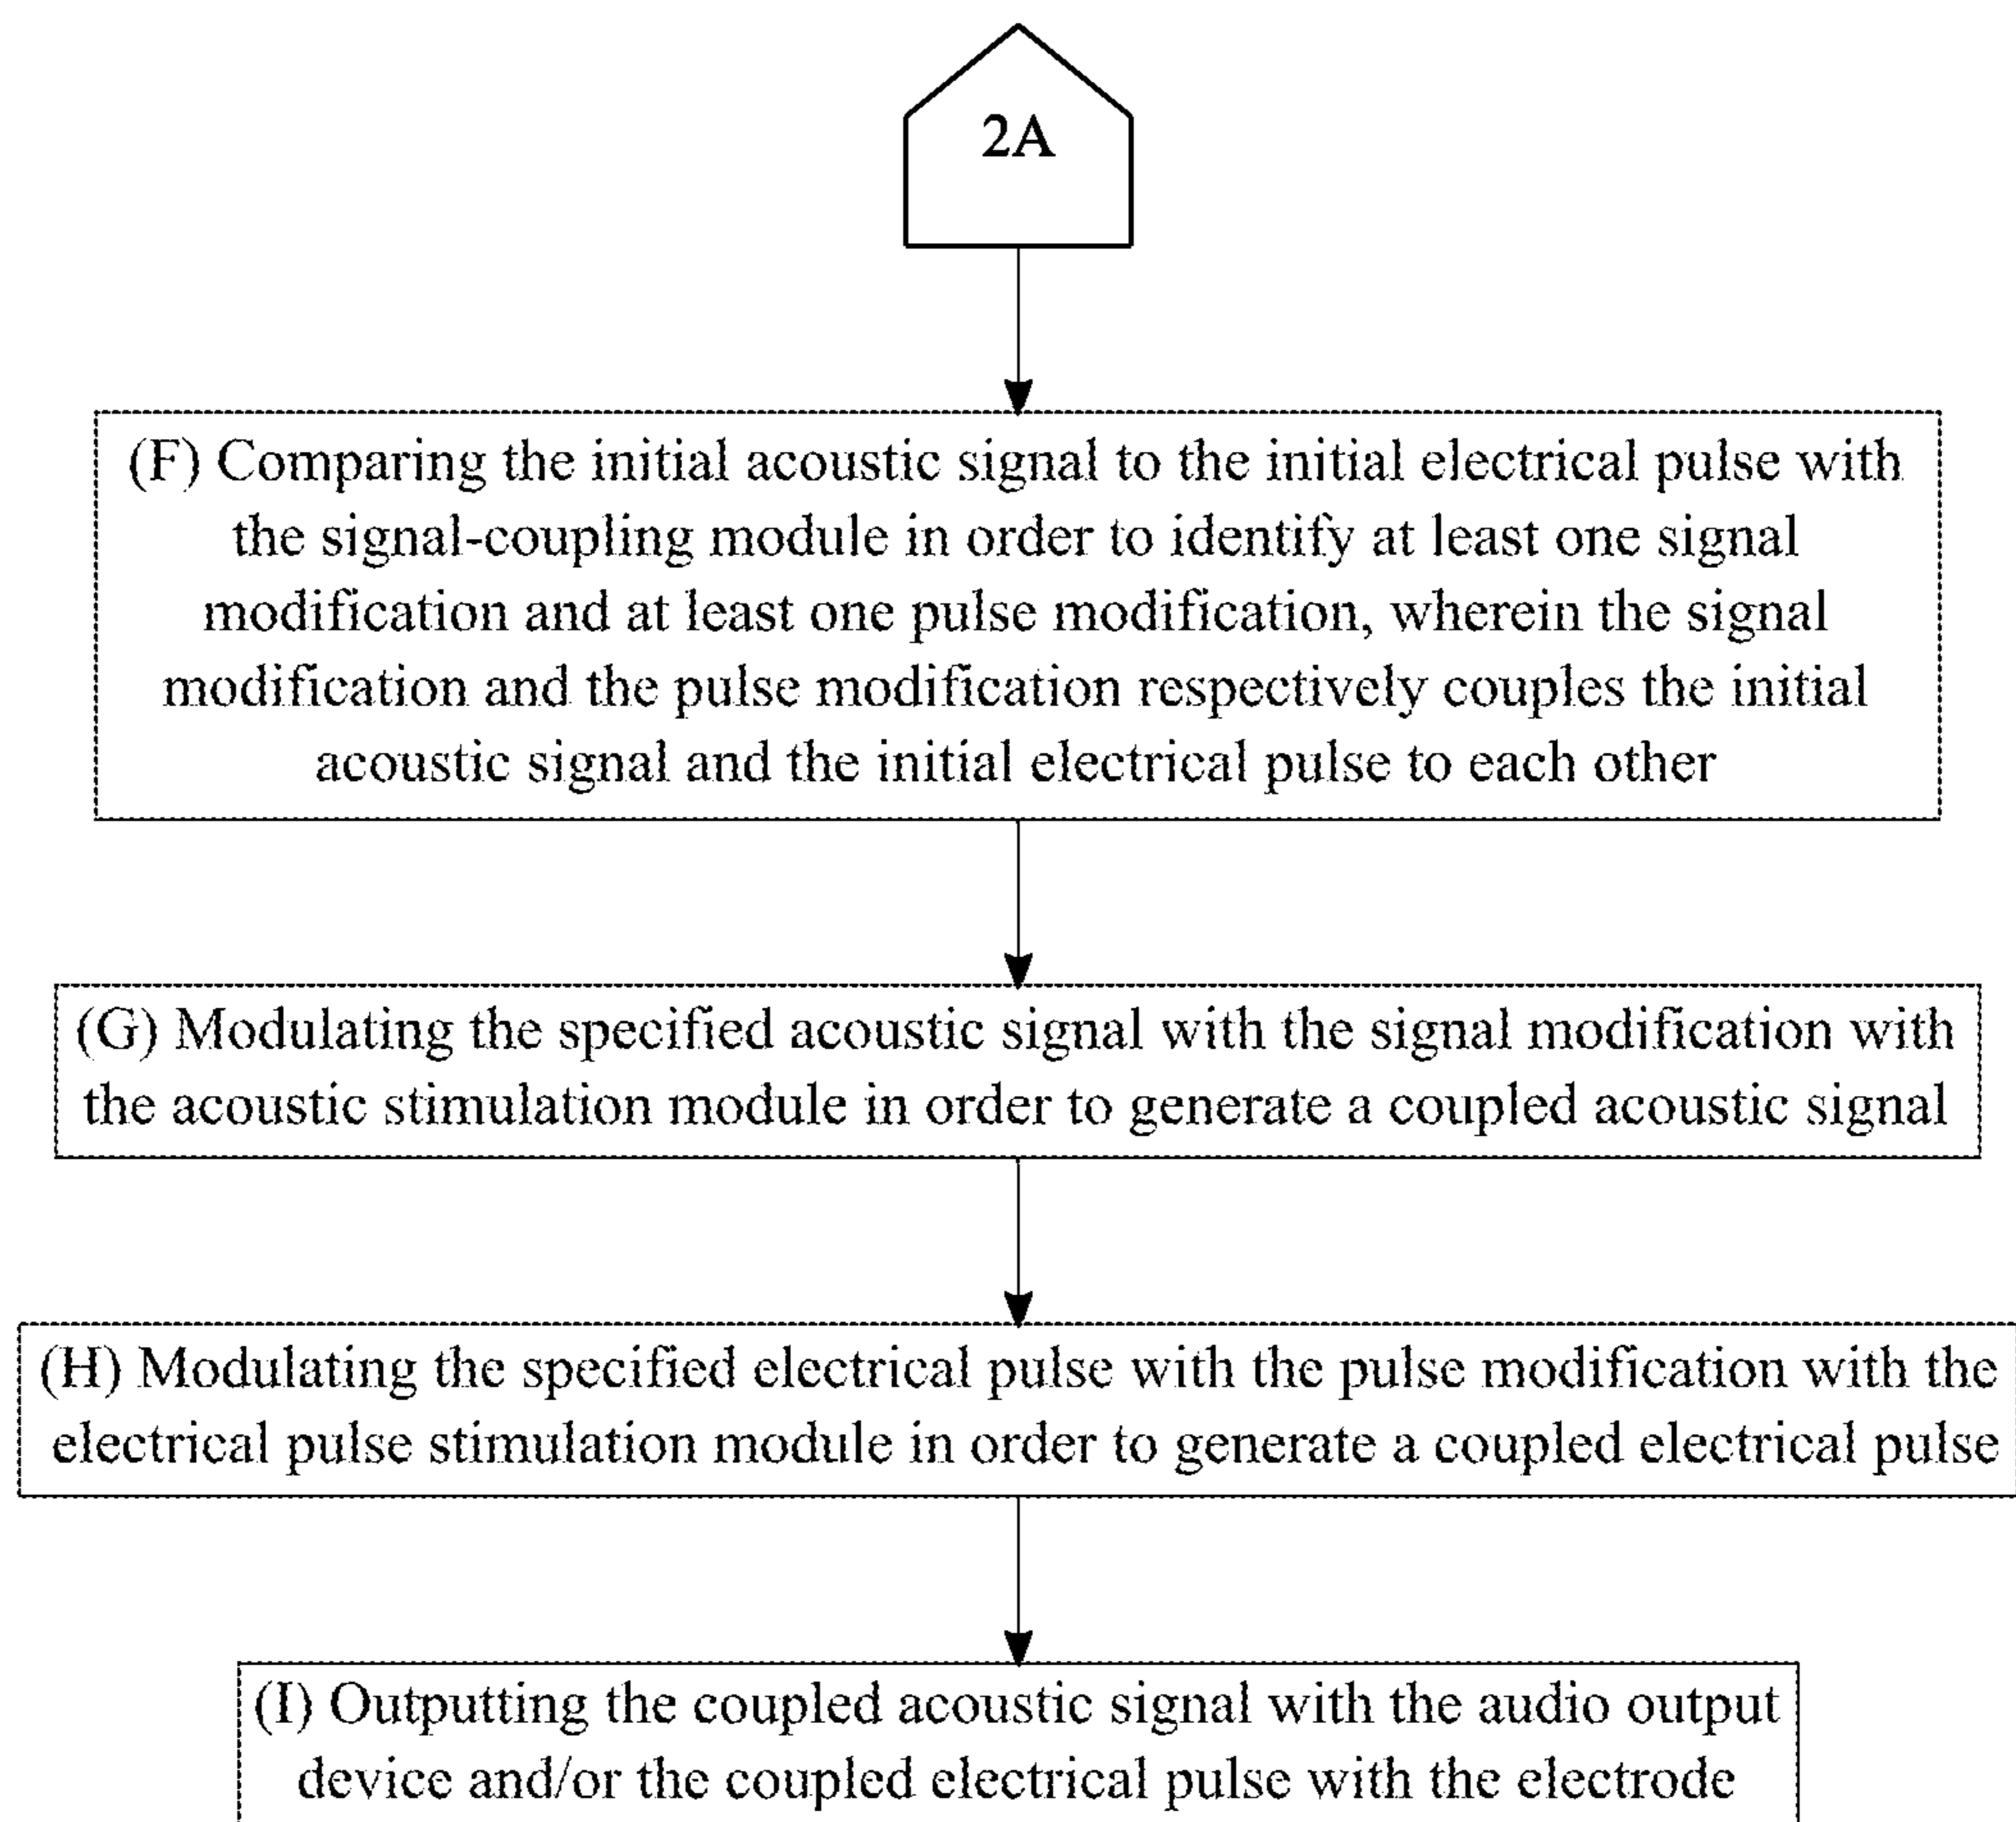 2A
(F) Comparing the initial acoustic signal to the initial electrical pulse with
the signal-coupling module in order to identify at least one signal
modification and at least one pulse modification, wherein the signal
modification and the pulse modification respectively couples the initial
acoustic signal and the initial electrical pulse to each other
(G) Modulating the specified acoustic signal with the signal modification with
the acoustic stimulation module in order to generate a coupled acoustic signal
(H) Modulating the specified electrical pulse with the pulse modification with the
electrical pulse stimulation module in order to generate a coupled electrical pulse
(I) Outputting the coupled acoustic signal with the audio output
device and/or the coupled electrical pulse with the electrode